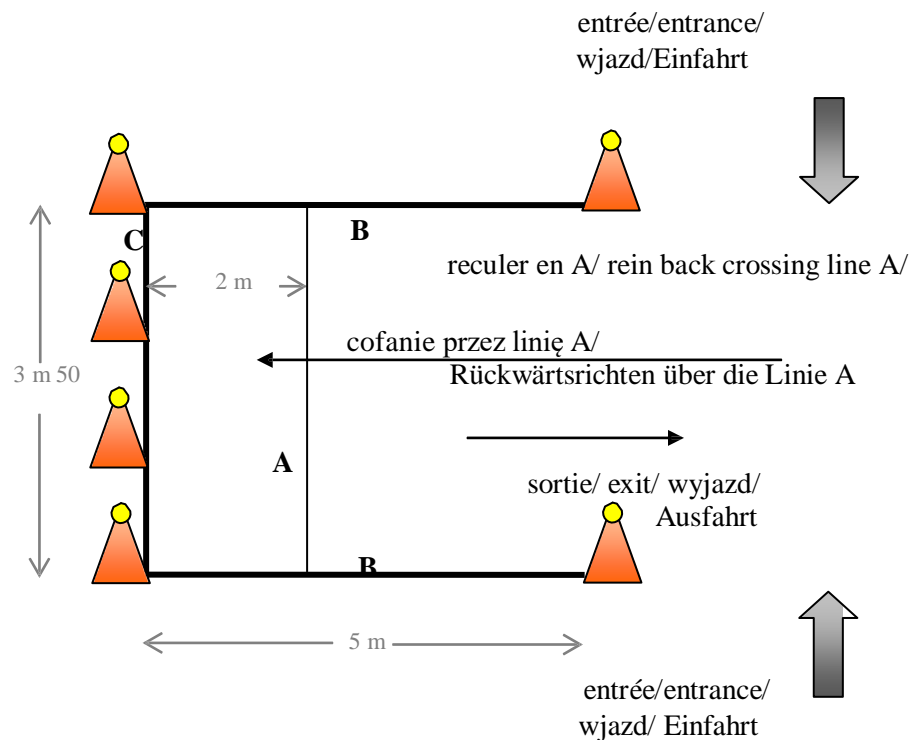 entrée/entrance/
wjazd/Einfahrt
C
B
reculer en A/ rein back crossing line A/
2 m
cofanie przez linię A/
3 m 50
Rückwärtsrichten über die Linie A
A
sortie/ exit/ wyjazd/
Ausfahrt
B
5 m
entrée/entrance/
wjazd/ Einfahrt